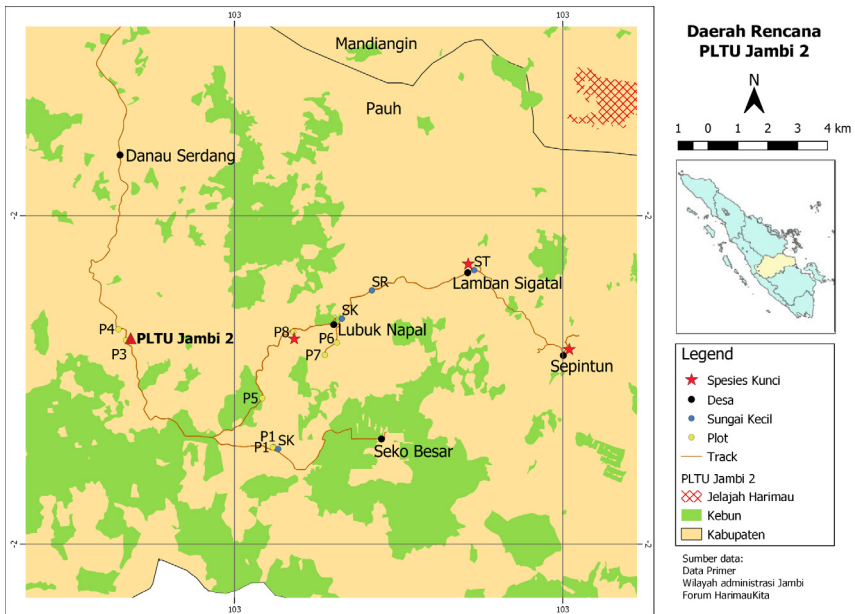 103
103
Mandiangin
Pauh
Danau Serdang
-2
-2
ST
Lamban Sigatal
SR
SK
Lubuk Napal
P8
P6
P7
P4
PLTU Jambi 2
P3
Sepintun
P5
P1
P1
SK
Seko Besar
-2
-2
103
103
Daerah Rencana
PLTU Jambi 2
N
1 0 1 2 3 4 km
Legend
Spesies Kunci
Desa
Sungai Kecil
Plot
Track
PLTU Jambi 2
Jelajah Harimau
Kebun
Kabupaten
Sumber data:
Data Primer
Wilayah administrasi Jambi
Forum HarimauKita